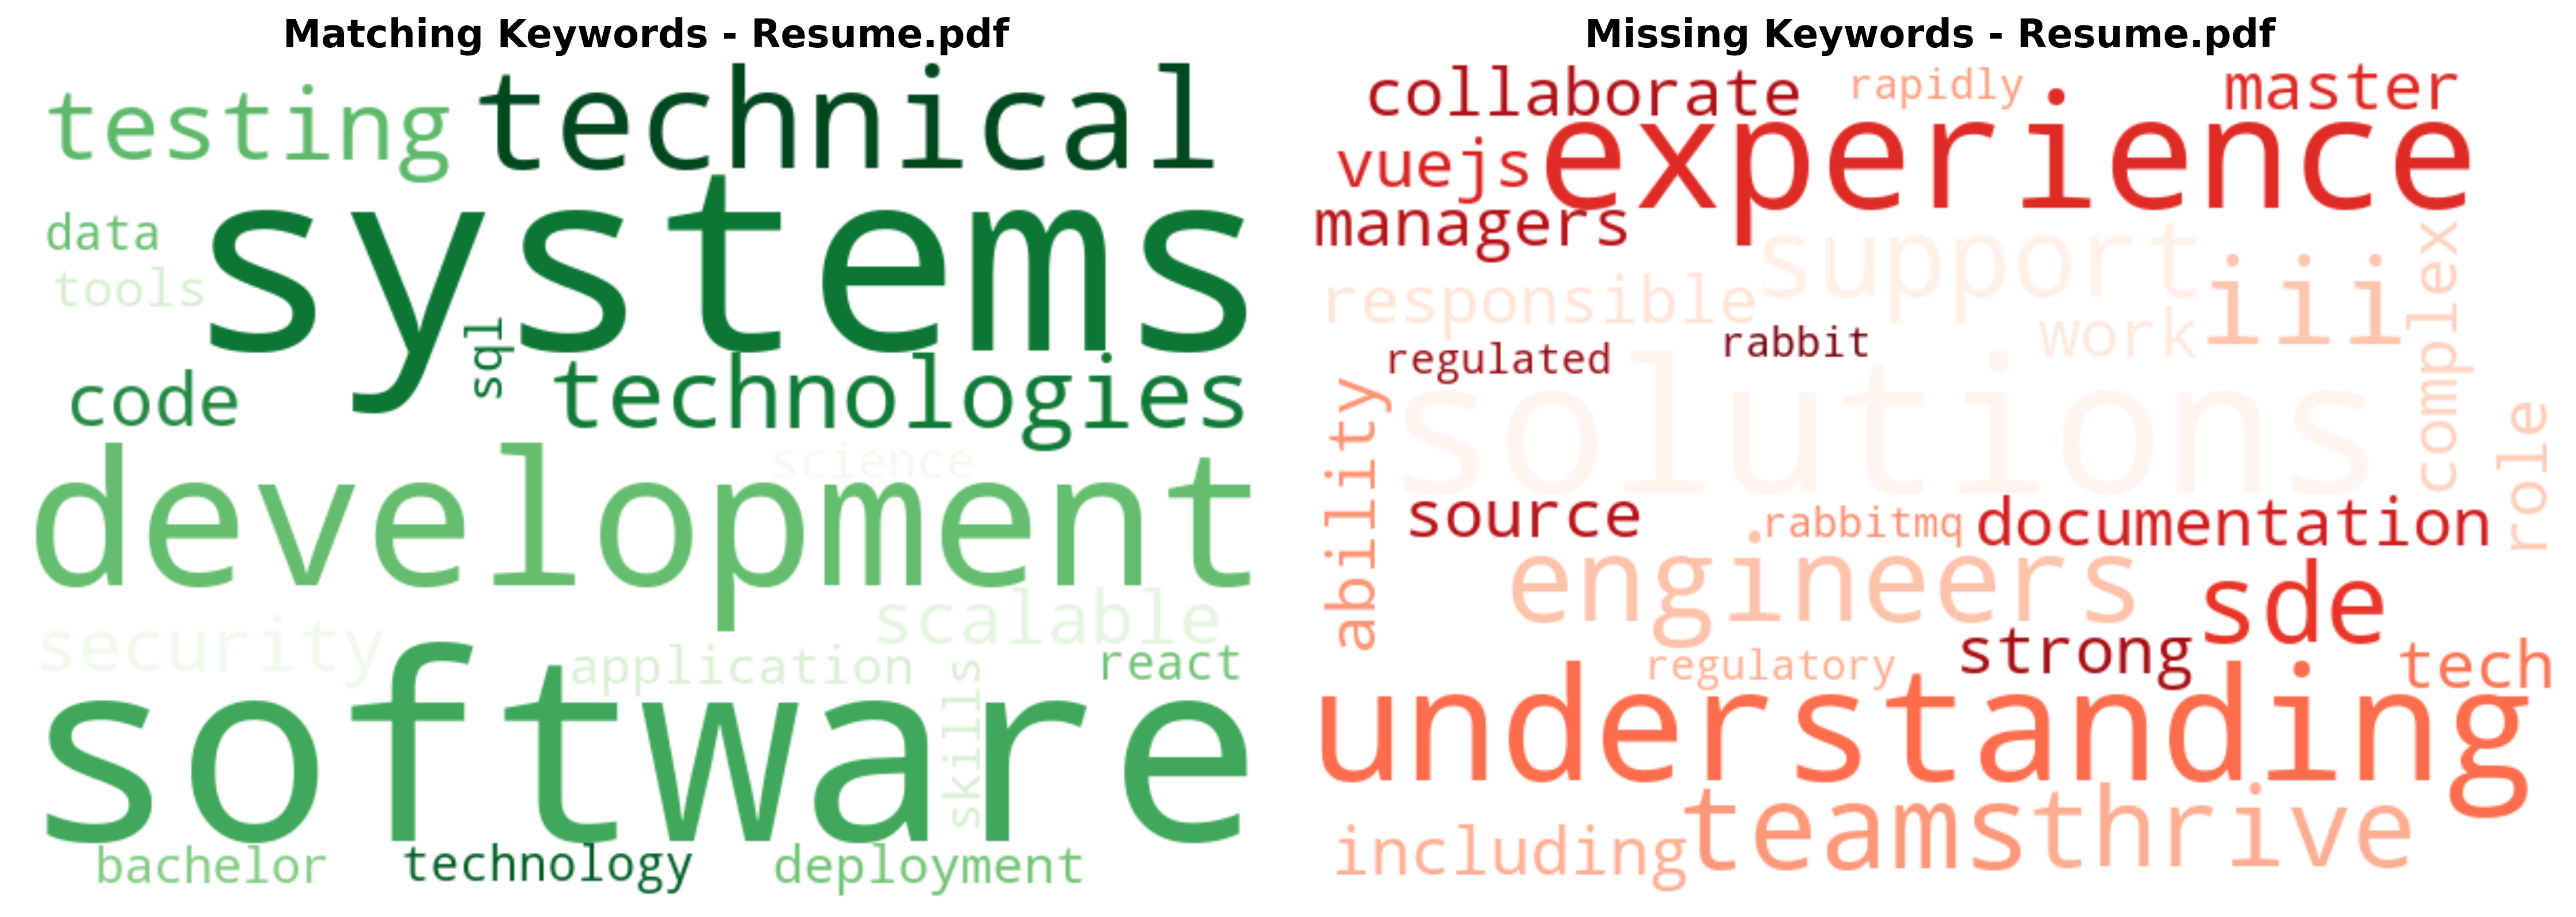 Matching Keywords - Resume.pdf
testing technical
data
systems
tools
sql
code
technologies
science
development
security
scalable
application
react
skills
software
bachelor technology deployment
Missing Keywords - Resume.pdf
collaborate rapidly master
vuejs experience
managers
support
complex
responsible
work
iii
regulated
rabbit
solutions
ability
role
source
rabbitmq
documentation
engineers
sde
strong
regulatory
tech
understanding
teams
thrive
including